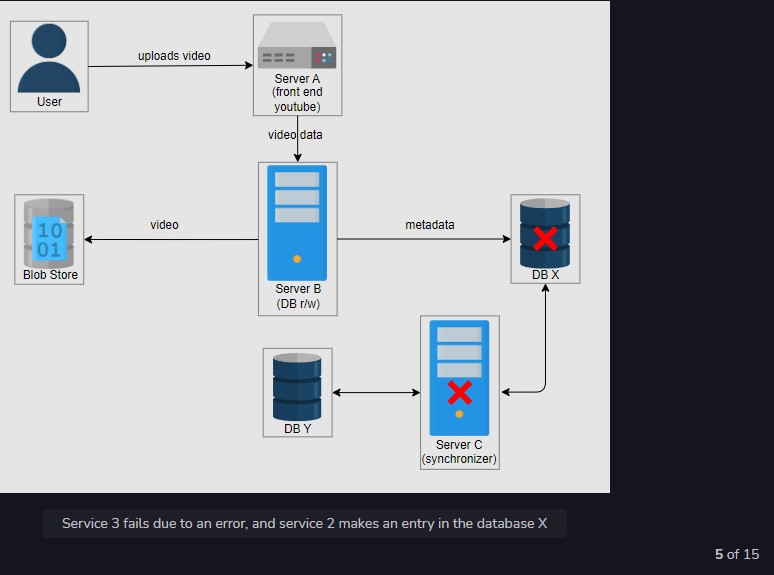 uploads video
User
Server A
(front end
youtube)
video data
10
01
Blob Store
video
Server B
(DB r/w)
metadata
DB X
DB Y
Server C
(synchronizer)
Service 3 fails due to an error, and service 2 makes an entry in the database X
5 of 15